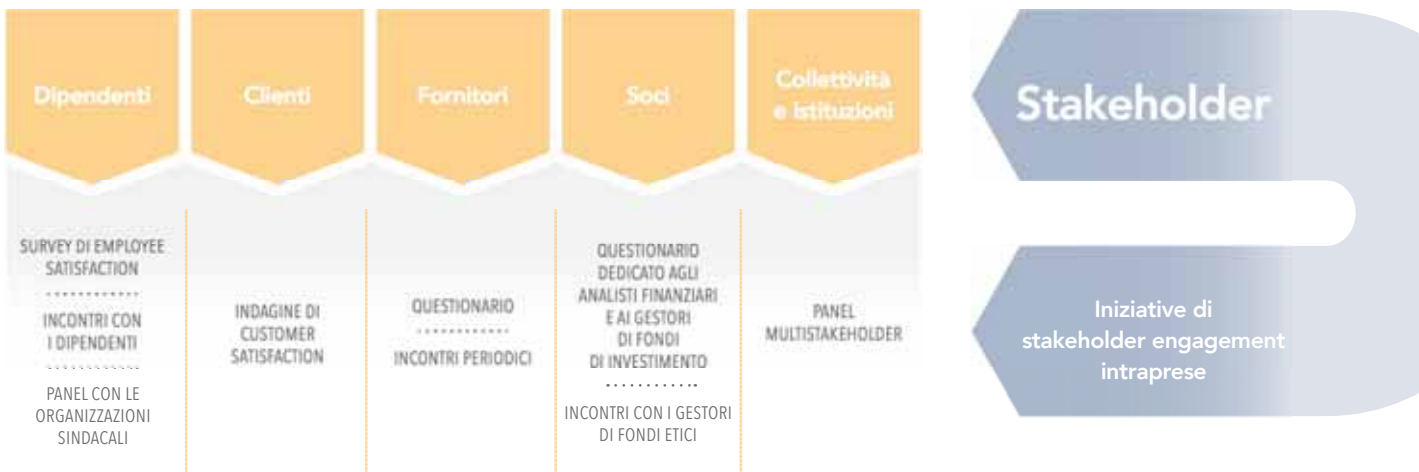 Dipendenti
Clienti
Fornitori
Soci
Collettività
e istituzioni
Stakeholder
SURVEY DI EMPLOYEE
SATISFACTION
INCONTRI CON
I DIPENDENTI
PANEL CON LE
ORGANIZZAZIONI
SINDACALI
INDAGINE DI
CUSTOMER
SATISFACTION
QUESTIONARIO
INCONTRI PERIODICI
QUESTIONARIO
DEDICATO AGLI
ANALISTI FINANZIARI
E AI GESTORI
DI FONDI
DI INVESTIMENTO
INCONTRI CON I GESTORI
DI FONDI ETICI
PANEL
MULTISTAKEHOLDER
Iniziative di
stakeholder engagement
intraprese